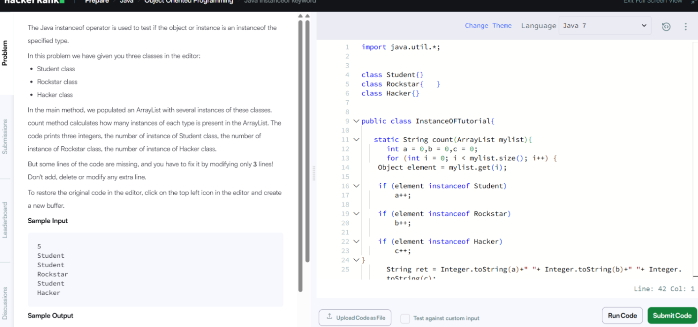 HackerRank
Prepare
Java
Object Oriented Programming
Java Instanceof keyword
Exit Full Screen View
Problem
Submissions
Leaderboard
Discussions
The Java instanceof operator is used to test if the object or instance is an instanceof the
specified type.
In this problem we have given you three classes in the editor:
• Student class
• Rockstar class
• Hacker class
In the main method, we populated an ArrayList with several instances of these classes.
count method calculates how many instances of each type is present in the ArrayList. The
code prints three integers, the number of instance of Student class, the number of
instance of Rockstar class, the number of instance of Hacker class.
But some lines of the code are missing, and you have to fix it by modifying only 3 lines!
Don't add, delete or modify any extra line.
To restore the original code in the editor, click on the top left icon in the editor and create
a new buffer.
Sample Input
5
Student
Student
Rockstar
Student
Hacker
Sample Output
Change Theme Language Java 7
1 import java.util.*;
2
3
4 class Student{}
5 class Rockstar{ }
6 class Hacker{}
7
8
9 public class InstanceOFTutorial{
10
11 static String count(ArrayList mylist){
12 int a = 0,b = 0,c = 0;
13 for (int i = 0; i < mylist.size(); i++) {
14 Object element = mylist.get(i);
15
16 if (element instanceof Student)
17 a++;
18
19 if (element instanceof Rockstar)
20 b++;
21
22 if (element instanceof Hacker)
23 c++;
24 }
25 String ret = Integer.toString(a)+" "+ Integer.toString(b)+" "+ Integer.
toString(c);
Line: 42 Col: 1
Upload Code as File
Test against custom input
Run Code
Submit Code